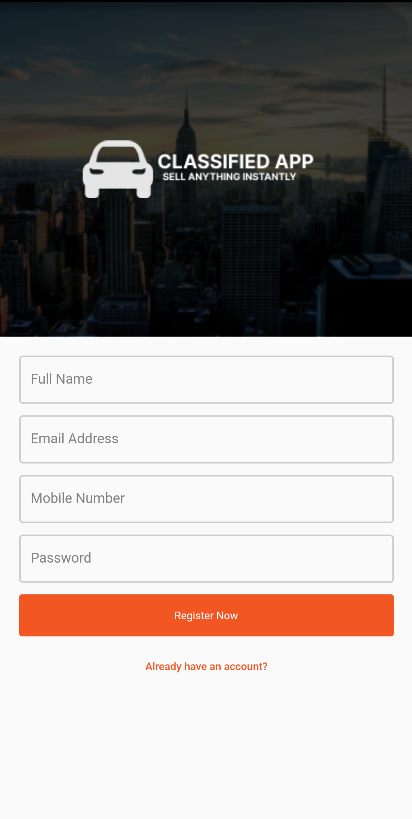 CLASSIFIED APP
SELL ANYTHING INSTANTLY
Full Name
Email Address
Mobile Number
Password
Register Now
Already have an account?